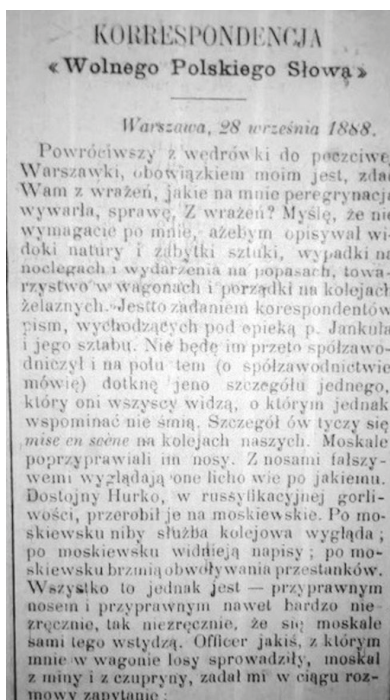 KORRESPONDENCJA
«Wolnego Polskiego Słowa»
Warszawa, 28 września 1888.
Powróciwszy z wędrówki do poczciwej
Warszawki, obowiązkiem moim jest, zdać
Wam z wrażeń, jakie na mnie peregrynacja
wywarła, sprawę, Z wrażeń? Myślę, że nie
wymagacie po mnie, ażebym opisywał wi-
doki natury i zabytki sztuki, wypadki na
noclegach i wydarzenia na popasach, towa-
rzystwo w wagonach i porządki na kolejach
żelaznych. Jestto zadaniem korespondentów
pism, wychodzących pod opieką p. Jankula
i jego sztabu. Nie będę im przeto spółzawo-
dniczył i na polu tem (o spółzawodnictwie
mówię) dotknę jeno szczegółu jednego,
który oni wszyscy widzą, o którym jednak
wspominać nie śmią. Szczegół ów tyczy się
mise en scène na kolejach naszych. Moskale
poprzyprawiali im nosy. Z nosami fałszy-
wemi wyglądają one licho wie po jakiemu.
Dostojny Hurko, w russyfikacyjnej gorli-
wości, przerobił je na moskiewskie. Po mo-
skiewsku niby służba kolejowa wygląda;
po moskiewsku widnieją napisy; po mo-
skiewsku brzmią obwoływania przestanków.
Wszystko to jednak jest — przyprawnym
nosem i przyprawnym nawet bardzo nie-
zręcznie, tak niezręcznie, że się moskale
sami tego wstydzą. Officer jakiś, z którym
mnie w wagonie losy sprowadziły, moskal
z miny i z czupryny, zadał mi w ciągu roz-
mowy zapytanie: